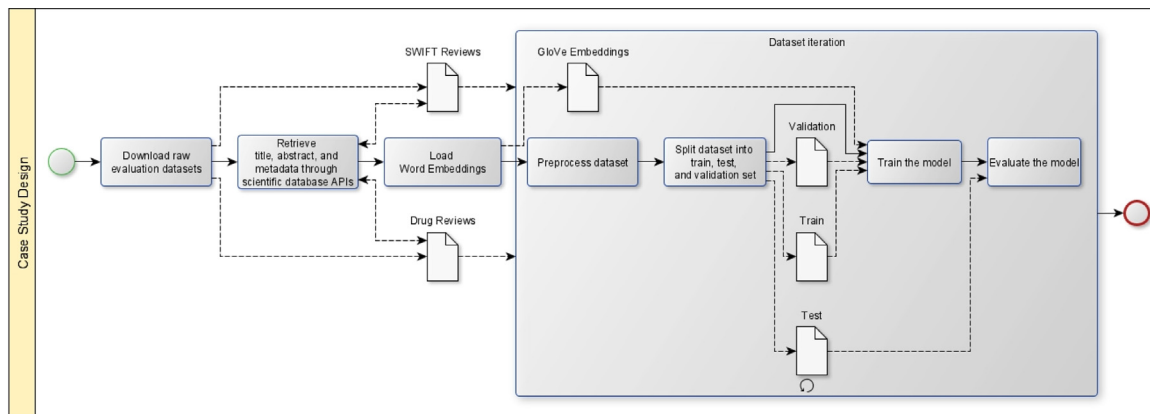 Case Study Design
Dataset iteration
SWIFT Reviews
GloVe Embeddings
Download raw
evaluation datasets
Retrieve
title, abstract, and
metadata through
scientific database APIs
Load
Word Embeddings
Preprocess dataset
Split dataset into
train, test,
and validation set
Validation
Train the model
Evaluate the model
Drug Reviews
Train
Test